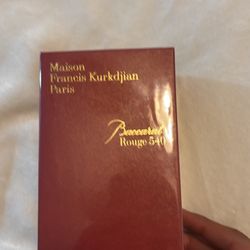 Maison
Francis Kurkdjian
Paris
Baccarat
Rouge 540